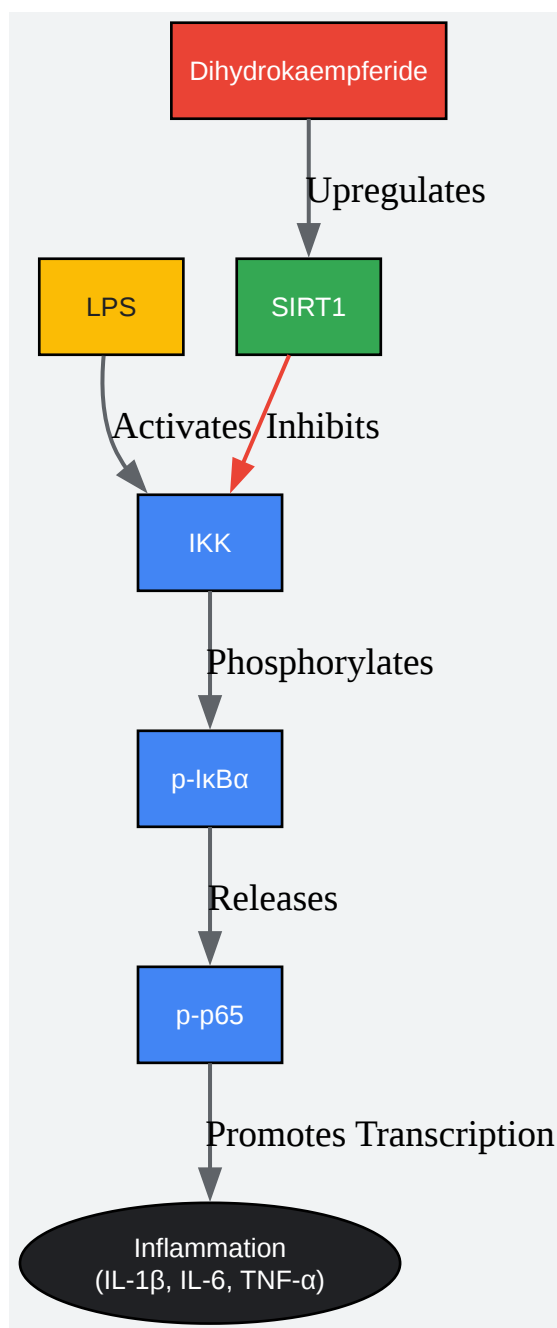 Dihydrokaempferide
Upregulates
LPS
SIRT1
Activates
Inhibits
IKK
Phosphorylates
p-IκBα
Releases
p-p65
Promotes Transcription
Inflammation
(IL-1β, IL-6, TNF-α)